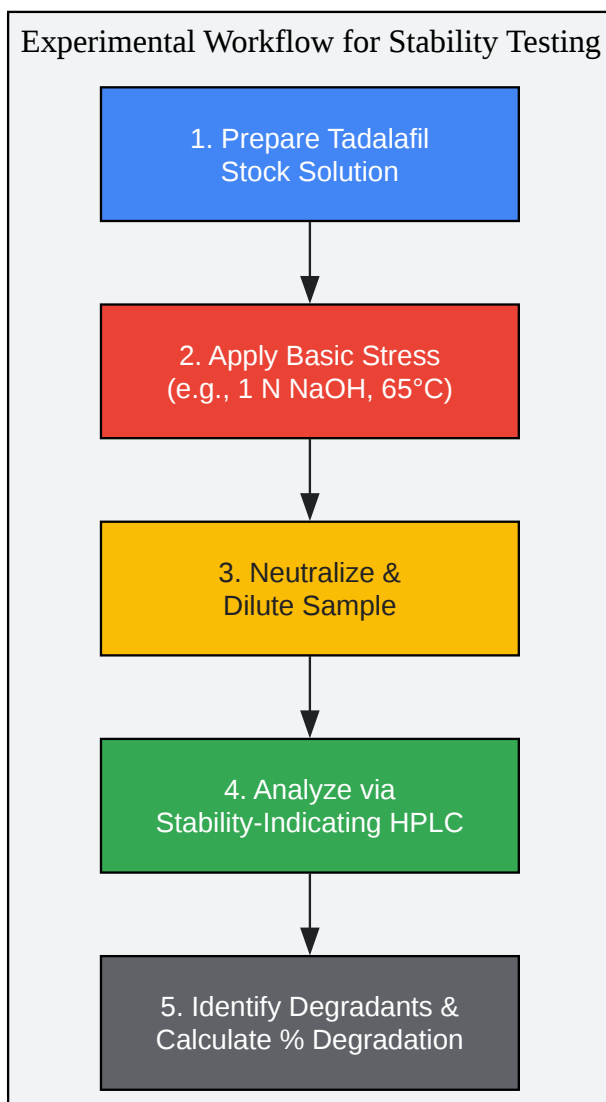 Experimental Workflow for Stability Testing
1. Prepare Tadalafil
Stock Solution
2. Apply Basic Stress
(e.g., 1 N NaOH, 65°C)
3. Neutralize &
Dilute Sample
4. Analyze via
Stability-Indicating HPLC
5. Identify Degradants &
Calculate % Degradation